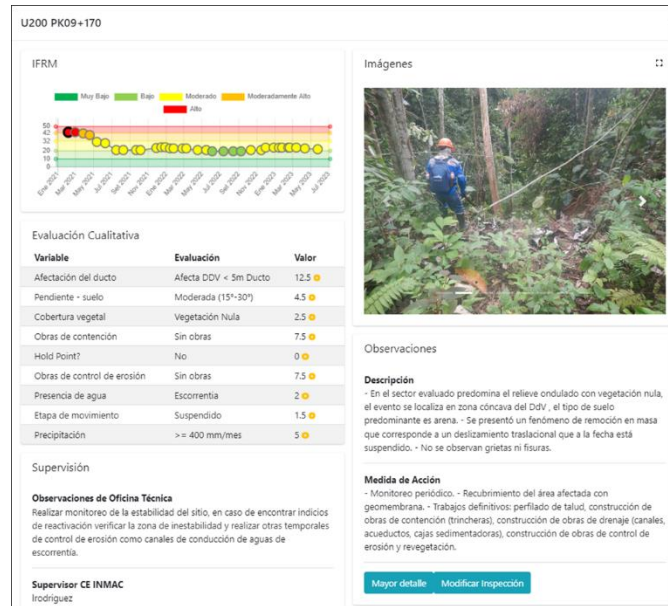 U200 PK09+170
IFRM
Muy Bajo Bajo Moderado Moderadamente Alto
Alto
50
42
32
20
10
0
Ene 2021 Mar 2021 May 2021 Jul 2021 Set 2021 Nov 2021 Ene 2022 Mar 2022 May 2022 Jul 2022 Set 2022 Nov 2022 Ene 2023 Mar 2023 May 2023 Jul 2023
Evaluación Cualitativa
Variable Evaluación Valor
Afectación del ducto Afecta DDV < 5m Ducto 12.5
Pendiente - suelo Moderada (15°-30°) 4.5
Cobertura vegetal Vegetación Nula 2.5
Obras de contención Sin obras 7.5
Hold Point? No 0
Obras de control de erosión Sin obras 7.5
Presencia de agua Escorrentia 2
Etapa de movimiento Suspendido 1.5
Precipitación >= 400 mm/mes 5
Supervisión
Observaciones de Oficina Técnica
Realizar monitoreo de la estabilidad del sitio, en caso de encontrar indicios
de reactivación verificar la zona de inestabilidad y realizar otras temporales
de control de erosión como canales de conducción de aguas de
escorrentía.
Supervisor CE INMAC
lrodriguez
Imágenes
Observaciones
Descripción
- En el sector evaluado predomina el relieve ondulado con vegetación nula,
el evento se localiza en zona cóncava del DdV , el tipo de suelo
predominante es arena. - Se presentó un fenómeno de remoción en masa
que corresponde a un deslizamiento traslacional que a la fecha está
suspendido. - No se observan grietas ni fisuras.
Medida de Acción
- Monitoreo periódico. - Recubrimiento del área afectada con
geomembrana. - Trabajos definitivos: perfilado de talud, construcción de
obras de contención (trincheras), construcción de obras de drenaje (canales,
acueductos, cajas sedimentadoras), construcción de obras de control de
erosión y revegetación.
Mayor detalle Modificar Inspección